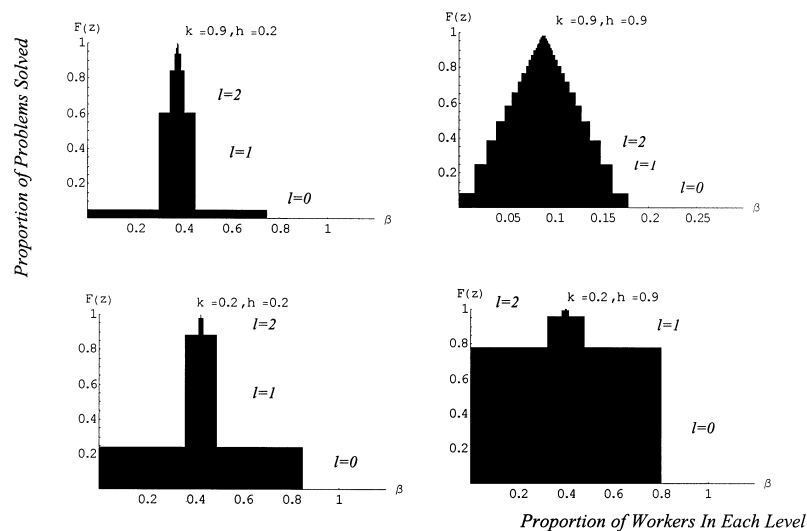 Proportion of Problems Solved
F(z)
k =0.9,h =0.2
1
0.8
0.6
0.4
0.2
l=2
l=1
l=0
0.2 0.4 0.6 0.8 1 β
F(z)
k =0.9,h =0.9
1
0.8
0.6
0.4
0.2
l=2
l=1
l=0
0.05 0.1 0.15 0.2 0.25 β
F(z)
k =0.2,h =0.2
1
0.8
0.6
0.4
0.2
l=2
l=1
l=0
0.2 0.4 0.6 0.8 1 β
F(z)
l=2
k =0.2,h =0.9
1
0.8
0.6
0.4
0.2
l=1
l=0
0.2 0.4 0.6 0.8 1 β
Proportion of Workers In Each Level